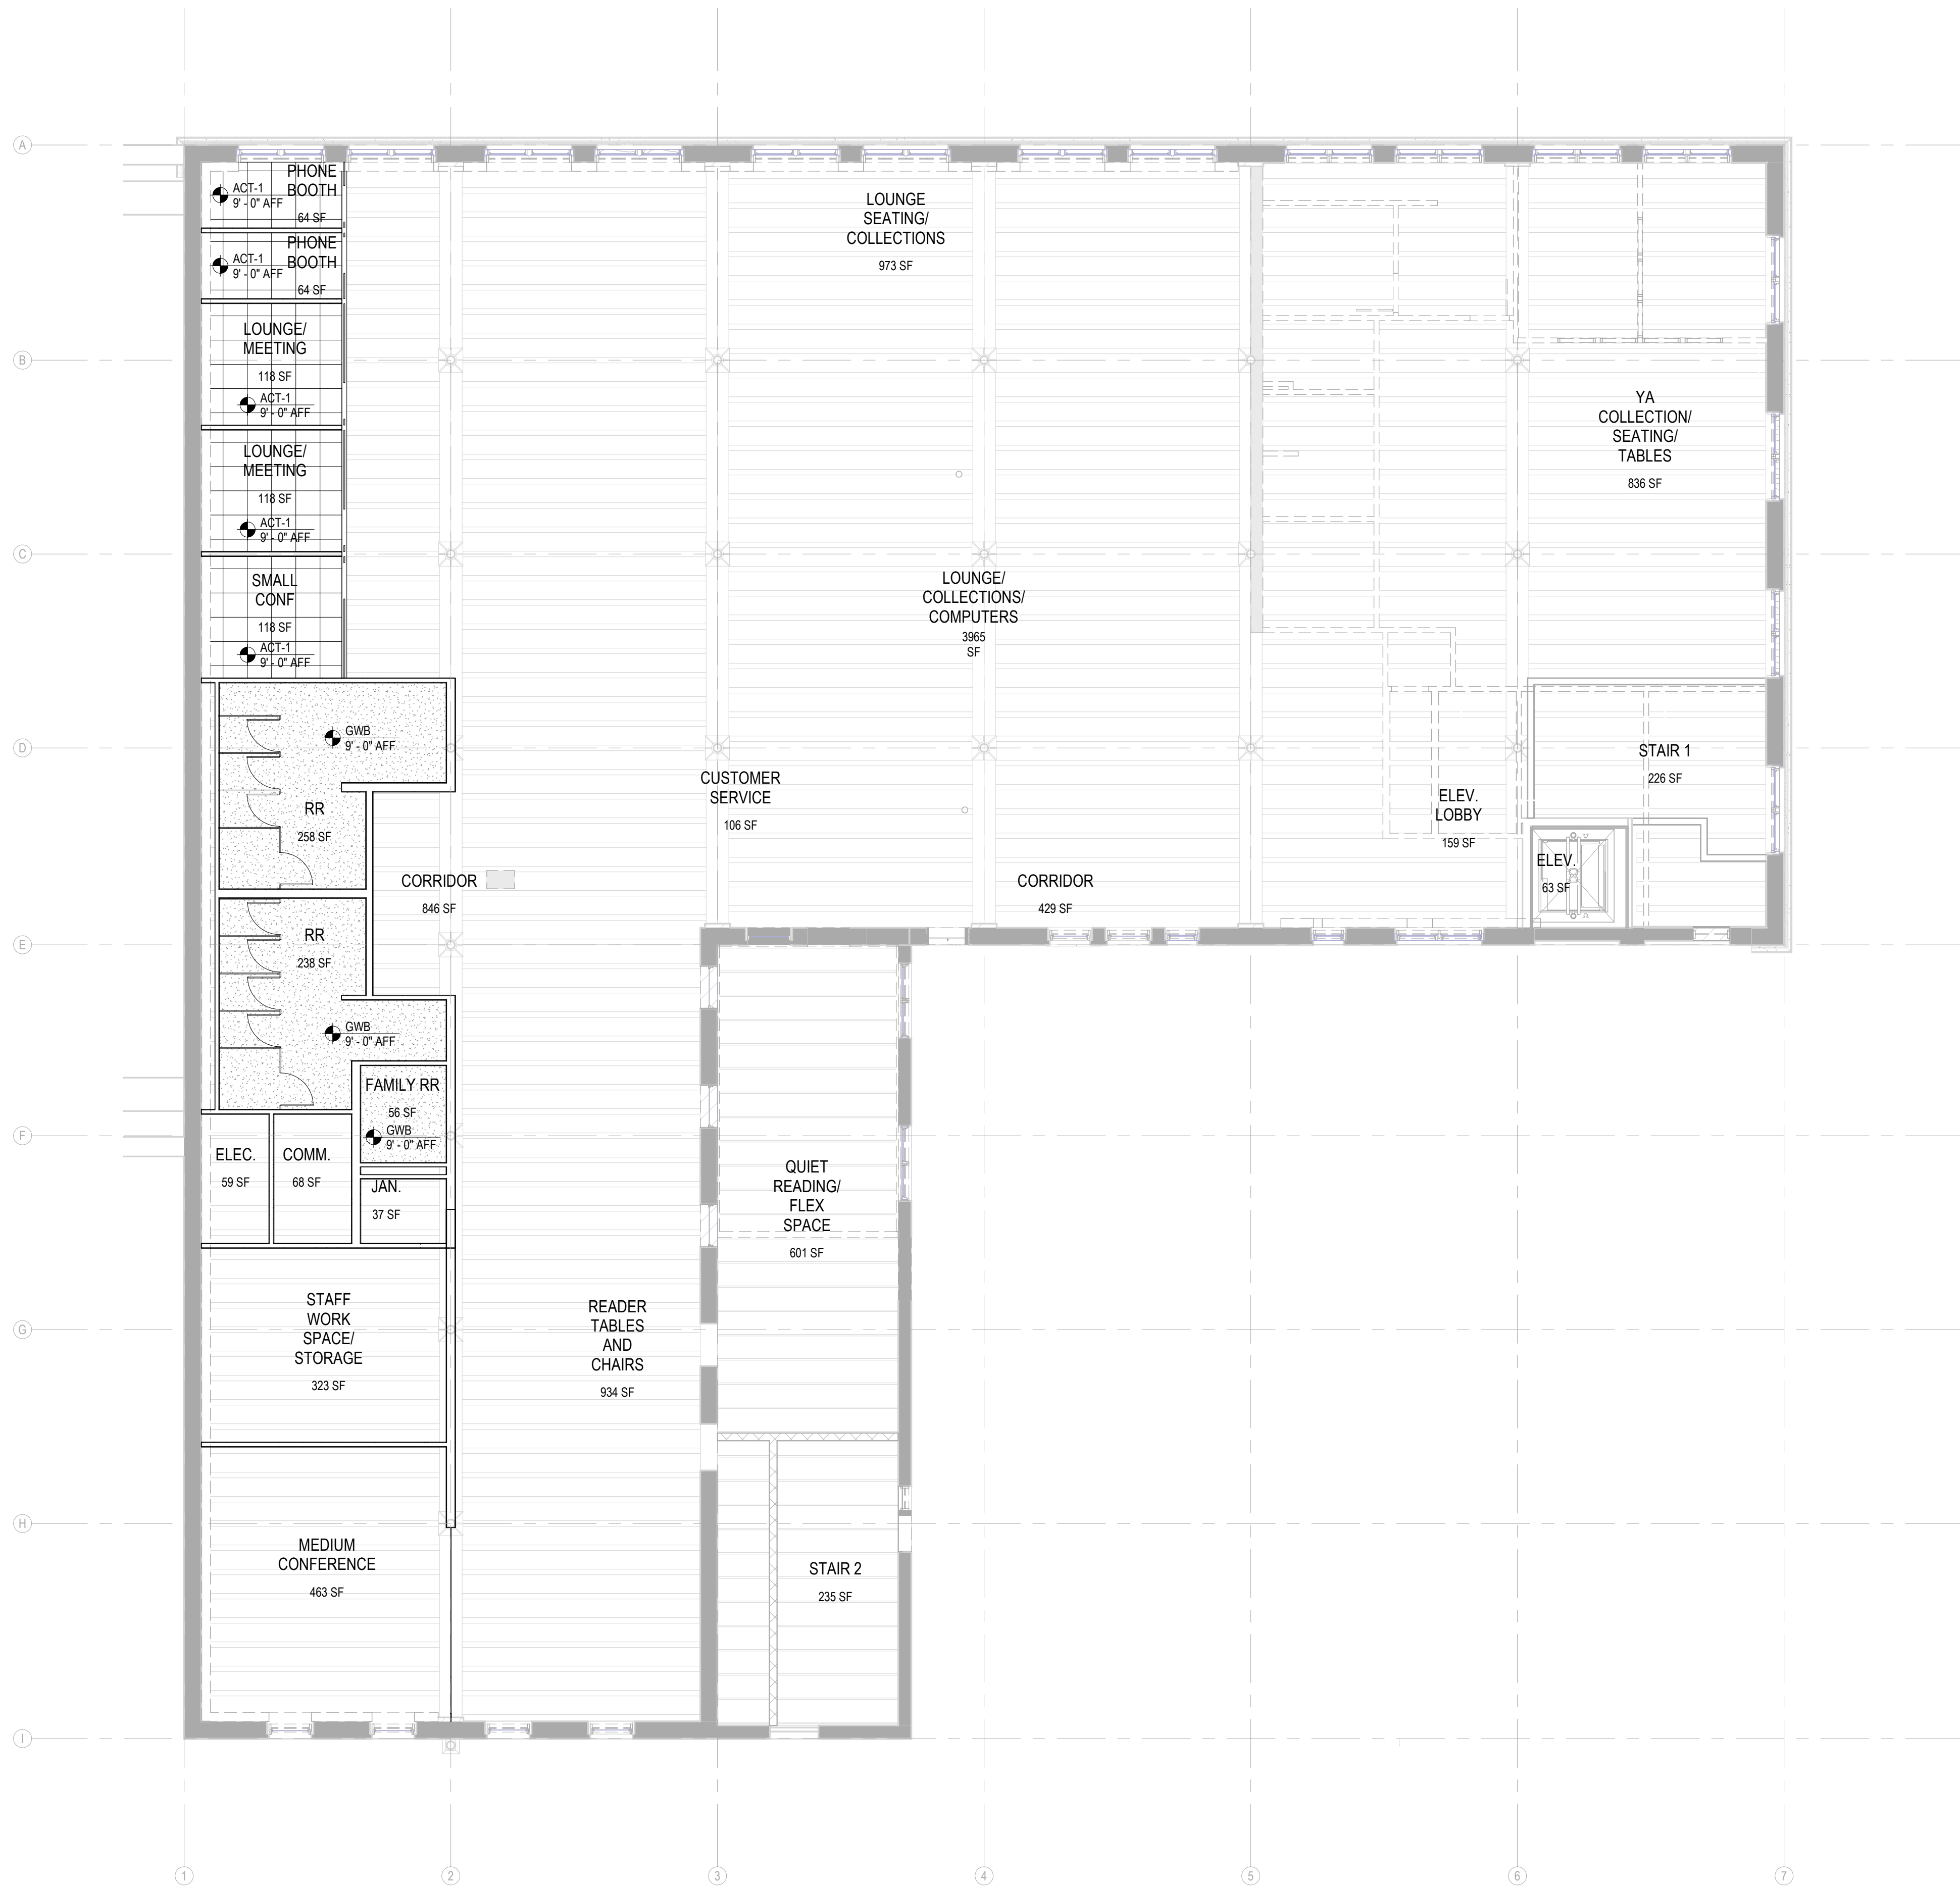 A
PHONE
BOOTH
64 SF
ACT-1
9' - 0" AFF
PHONE
BOOTH
64 SF
ACT-1
9' - 0" AFF
LOUNGE/
MEETING
118 SF
ACT-1
9' - 0" AFF
B
LOUNGE/
MEETING
118 SF
ACT-1
9' - 0" AFF
C
SMALL
CONF
118 SF
ACT-1
9' - 0" AFF
LOUNGE
SEATING/
COLLECTIONS
973 SF
YA
COLLECTION/
SEATING/
TABLES
836 SF
LOUNGE/
COLLECTIONS/
COMPUTERS
3965
SF
GWB
9' - 0" AFF
D
RR
258 SF
CUSTOMER
SERVICE
106 SF
STAIR 1
226 SF
ELEV.
LOBBY
159 SF
ELEV.
63 SF
CORRIDOR
846 SF
CORRIDOR
429 SF
E
RR
238 SF
GWB
9' - 0" AFF
FAMILY RR
56 SF
GWB
9' - 0" AFF
F
ELEC.
59 SF
COMM.
68 SF
JAN.
37 SF
QUIET
READING/
FLEX
SPACE
601 SF
STAFF
WORK
SPACE/
STORAGE
323 SF
READER
TABLES
AND
CHAIRS
934 SF
G
H
MEDIUM
CONFERENCE
463 SF
STAIR 2
235 SF
I
1
2
3
4
5
6
7